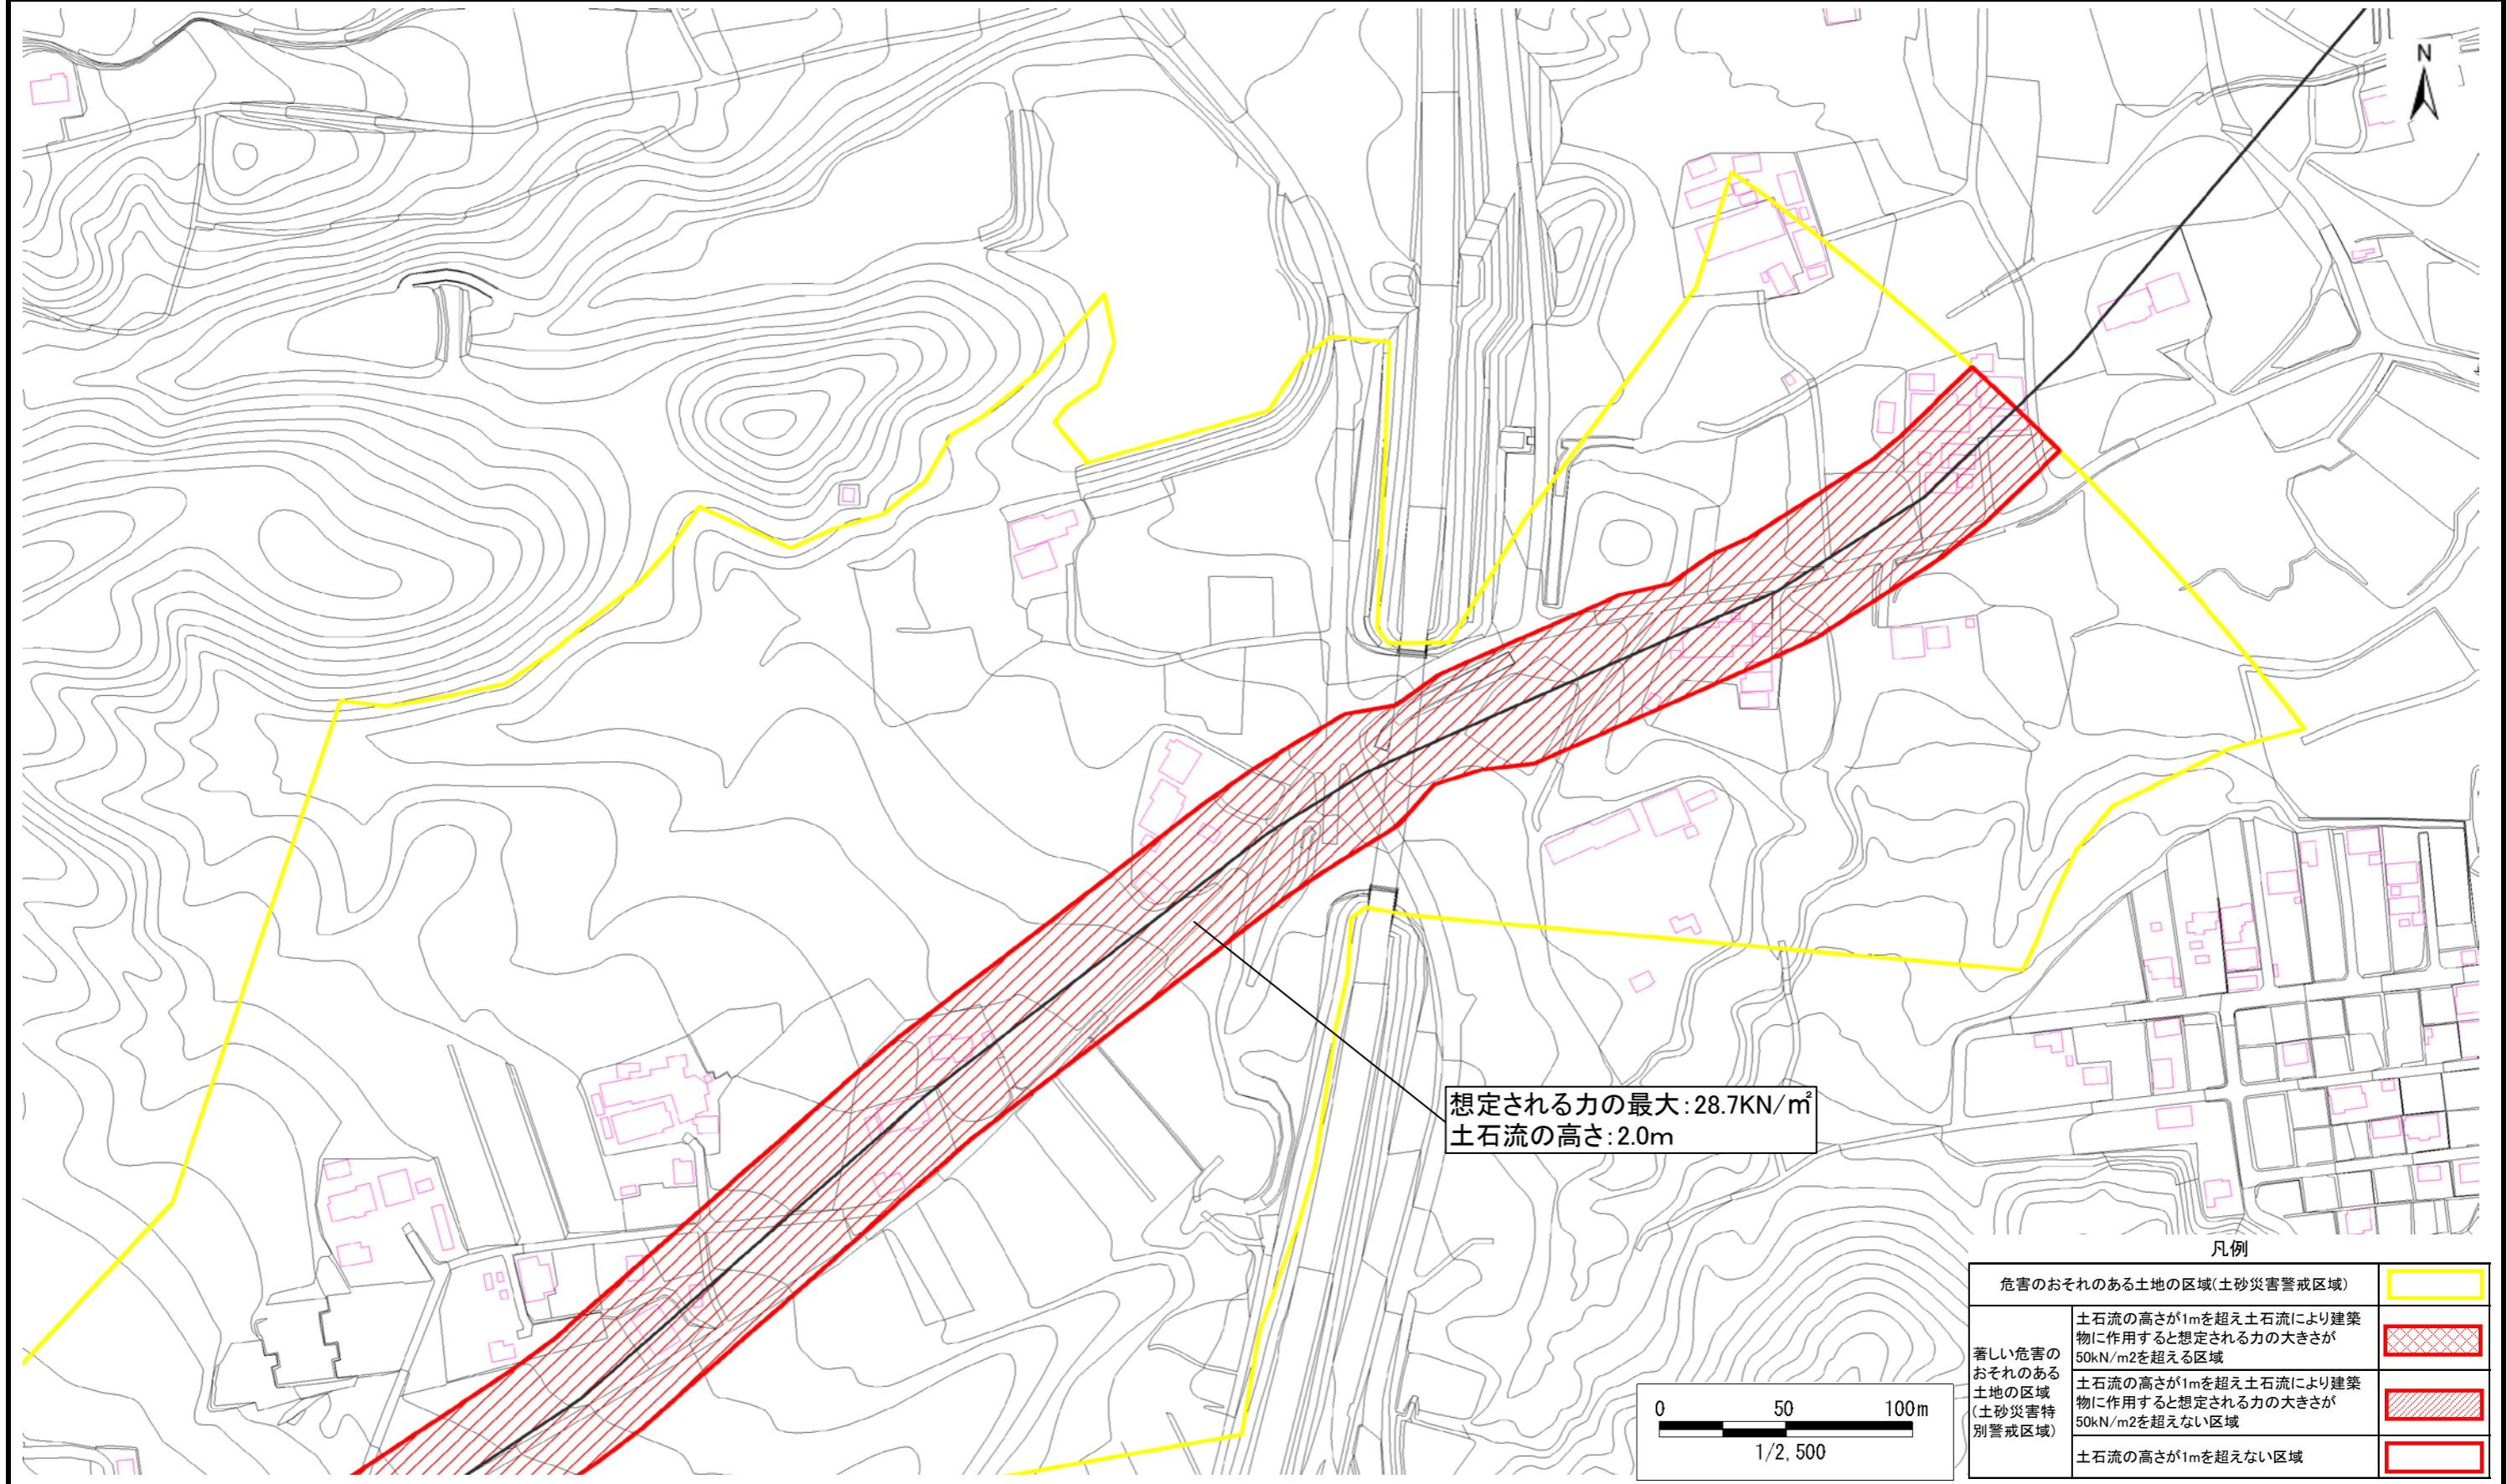 N
想定される力の最大:28.7KN/㎡
土石流の高さ:2.0m
凡例
危害のおそれのある土地の区域(土砂災害警戒区域)
著しい危害の
おそれのある
土地の区域
(土砂災害特
別警戒区域)
土石流の高さが1mを超え土石流により建築
物に作用すると想定される力の大きさが
50kN/m2を超える区域
土石流の高さが1mを超え土石流により建築
物に作用すると想定される力の大きさが
50kN/m2を超えない区域
土石流の高さが1mを超えない区域
0 50 100m
1/2,500